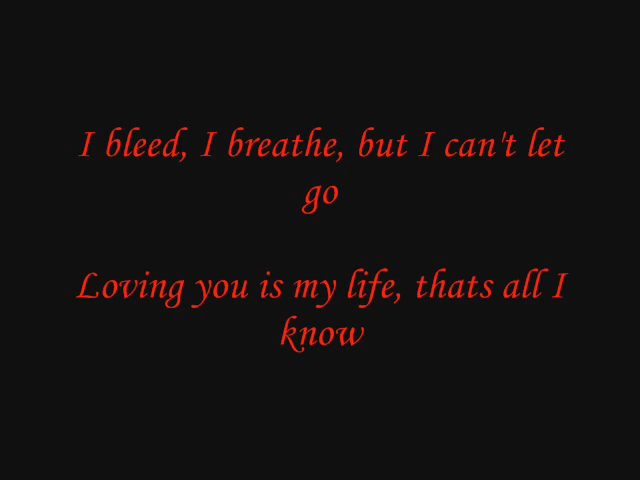 I bleed, I breathe, but I can't let
go
Loving you is my life, thats all I
know